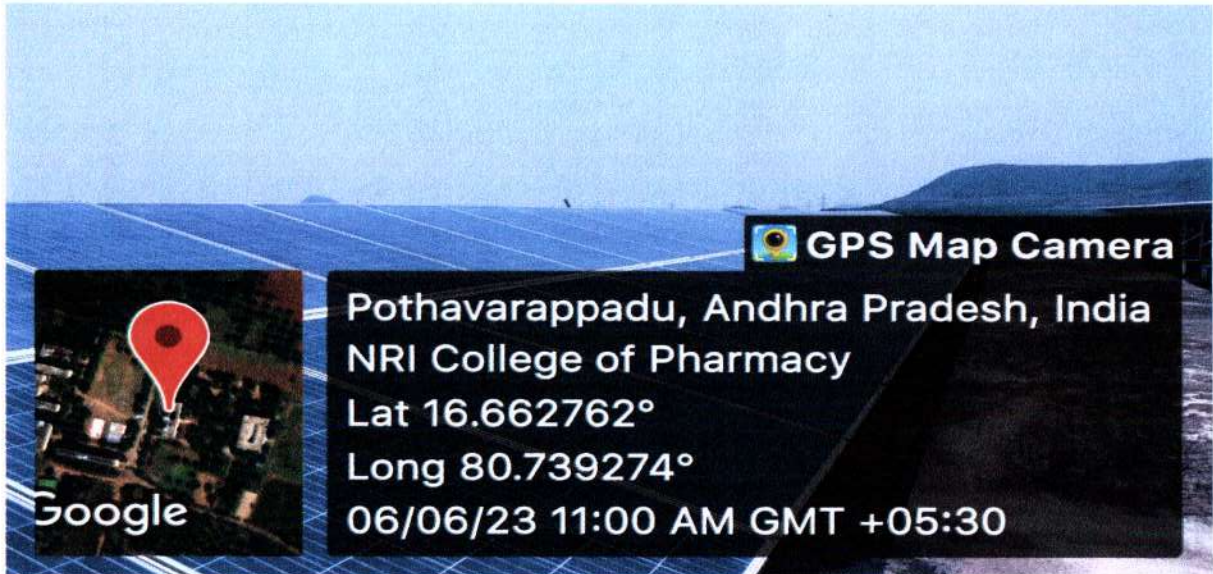 GPS Map Camera
Pothavarappadu, Andhra Pradesh, India
NRI College of Pharmacy
Lat 16.662762°
Long 80.739274°
06/06/23 11:00 AM GMT +05:30
Google